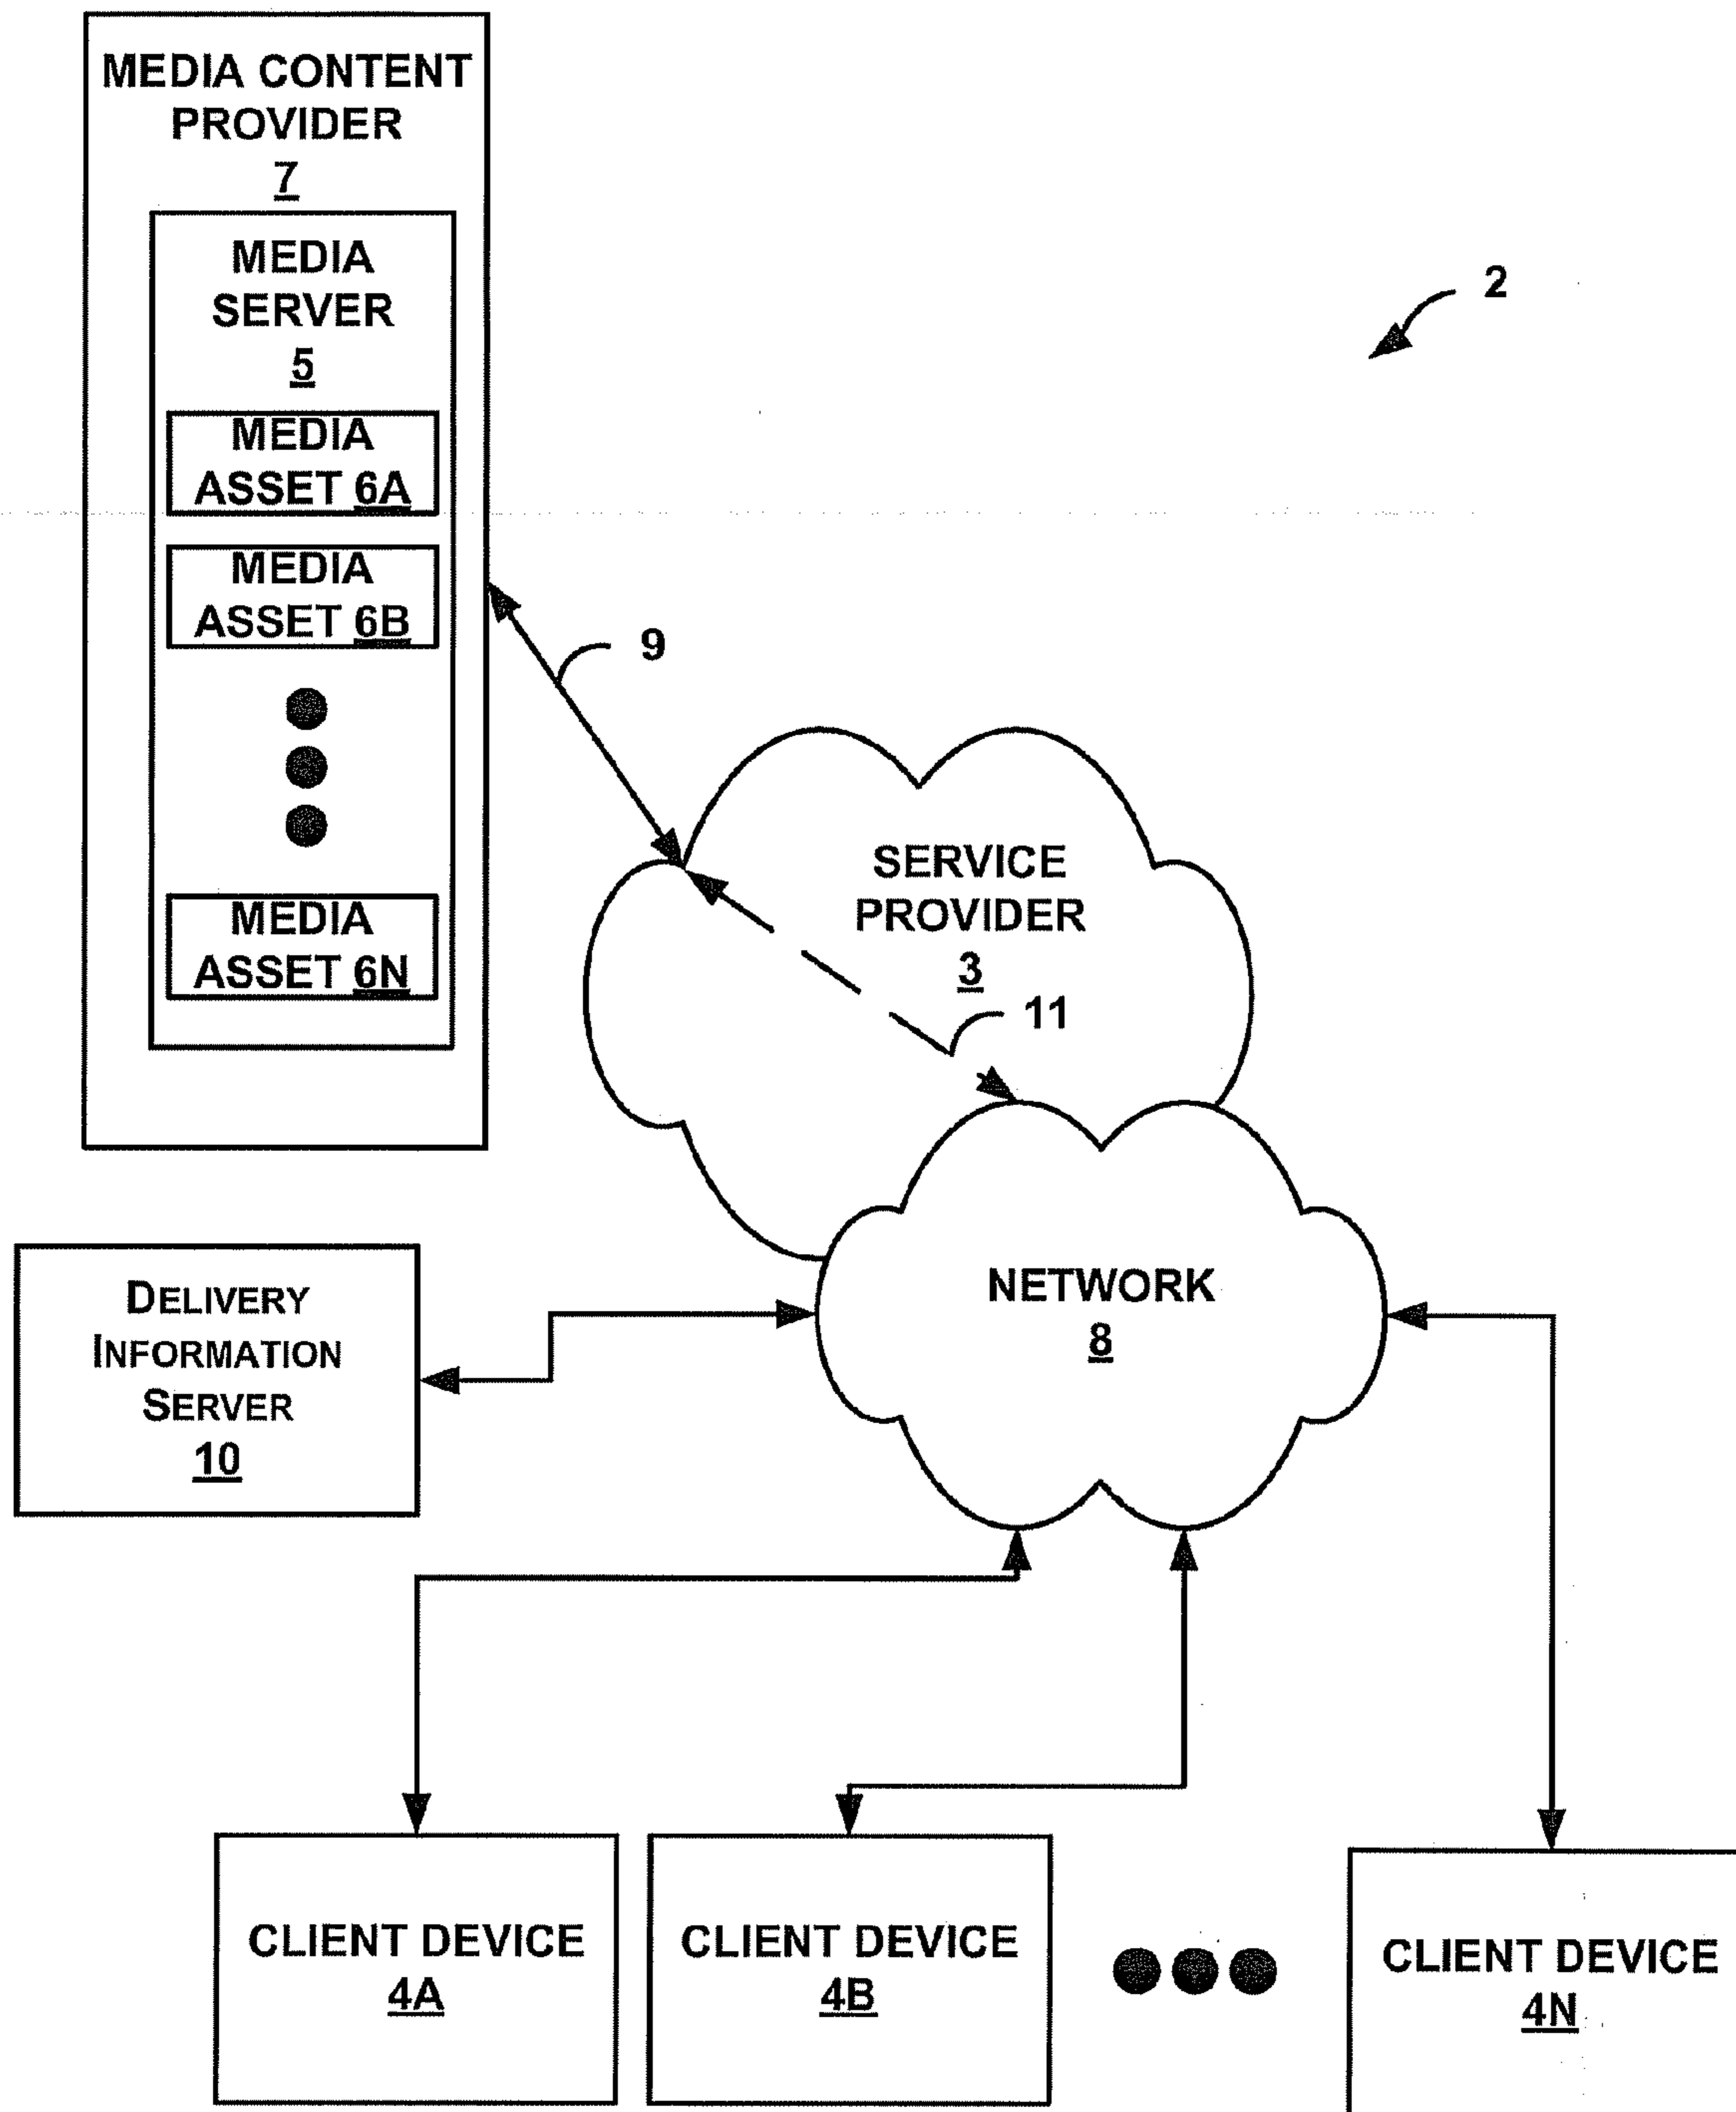 MEDIA CONTENT
PROVIDER
7
MEDIA
SERVER
5
MEDIA
ASSET 6A
MEDIA
ASSET 6B
MEDIA
ASSET 6N
2
9
SERVICE
PROVIDER
3
11
NETWORK
8
DELIVERY
INFORMATION
SERVER
10
CLIENT DEVICE
4A
CLIENT DEVICE
4B
CLIENT DEVICE
4N